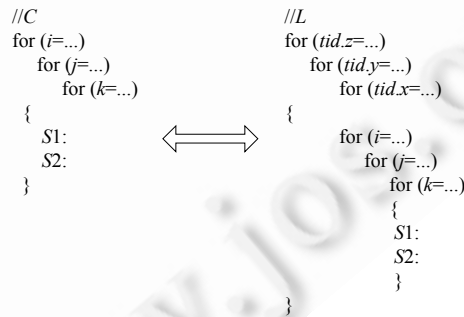 //C
for (i=...)
for (j=...)
for (k=...)
{
S1:
S2:
}
//L
for (tid.z=...)
for (tid.y=...)
for (tid.x=...)
{
for (i=...)
for (j=...)
for (k=...)
{
S1:
S2:
}
}